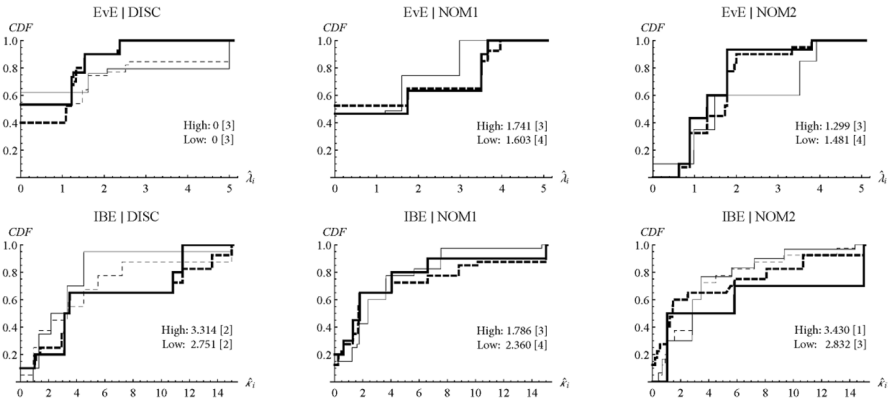 EvE | DISC
CDF
1.0
0.8
0.6
0.4
0.2
High: 0 [3]
Low: 0 [3]
0 1 2 3 4 5 λ̂i
EvE | NOM1
CDF
1.0
0.8
0.6
0.4
0.2
High: 1.741 [3]
Low: 1.603 [4]
0 1 2 3 4 5 λ̂i
EvE | NOM2
CDF
1.0
0.8
0.6
0.4
0.2
High: 1.299 [3]
Low: 1.481 [4]
0 1 2 3 4 5 λ̂i
IBE | DISC
CDF
1.0
0.8
0.6
0.4
0.2
High: 3.314 [2]
Low: 2.751 [2]
0 2 4 6 8 10 12 14 κ̂i
IBE | NOM1
CDF
1.0
0.8
0.6
0.4
0.2
High: 1.786 [3]
Low: 2.360 [4]
0 2 4 6 8 10 12 14 κ̂i
IBE | NOM2
CDF
1.0
0.8
0.6
0.4
0.2
High: 3.430 [1]
Low: 2.832 [3]
0 2 4 6 8 10 12 14 κ̂i